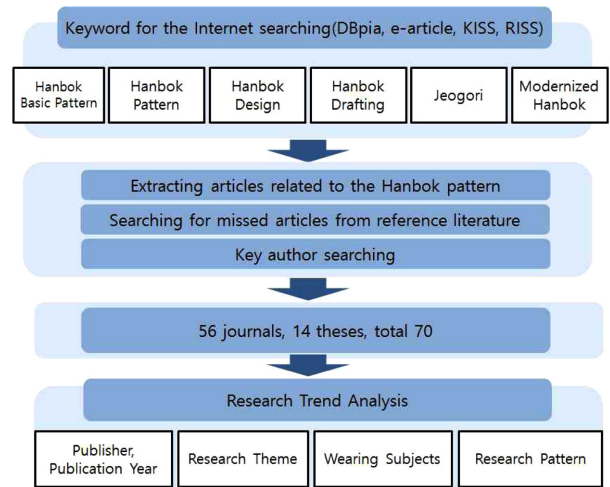 Keyword for the Internet searching(DBpia, e-article, KISS, RISS)
Hanbok
Basic Pattern
Hanbok
Pattern
Hanbok
Design
Hanbok
Drafting
Jeogori
Modernized
Hanbok
Extracting articles related to the Hanbok pattern
Searching for missed articles from reference literature
Key author searching
56 journals, 14 theses, total 70
Research Trend Analysis
Publisher,
Publication Year
Research Theme
Wearing Subjects
Research Pattern